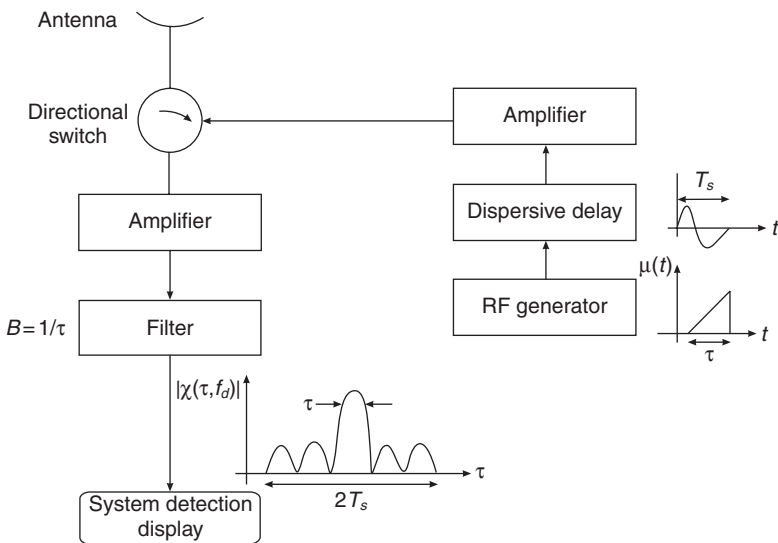 Antenna
Directional
switch
Amplifier
Amplifier
Dispersive delay
RF generator
T_s
t
μ(t)
t
τ
B = 1/τ
Filter
|χ(τ,f_d)|
τ
τ
2T_s
System detection
display